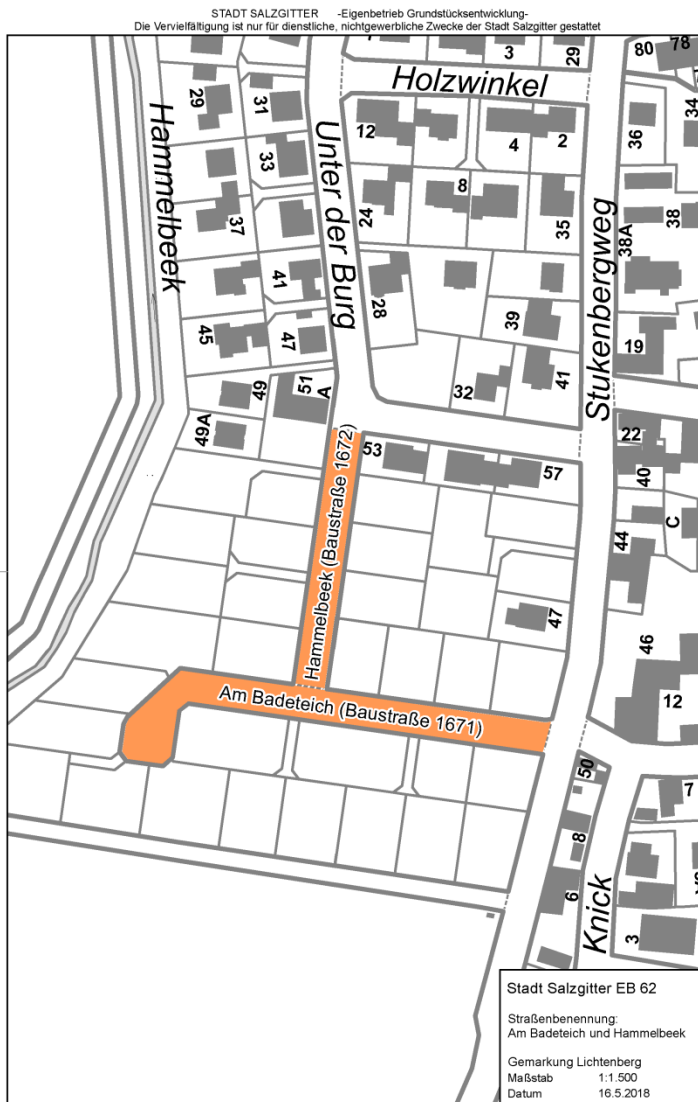 STADT SALZGITTER -Eigenbetrieb Grundstücksentwicklung-
Die Vervielfältigung ist nur für dienstliche, nichtgewerbliche Zwecke der Stadt Salzgitter gestattet
3
29
80
78
Holzwinkel
Hammelbeek
Unter der Burg
Stukenbergweg
29
31
12
4
2
36
34
33
37
24
8
35
38A
38
41
28
39
45
47
19
32
41
49
51
A
49A
53
57
22
40
C
44
Hammelbeek (Baustraße 1672)
47
46
12
Am Badeteich (Baustraße 1671)
50
7
8
6
Knick
3
Stadt Salzgitter EB 62
Straßenbenennung:
Am Badeteich und Hammelbeek
Gemarkung Lichtenberg
Maßstab 1:1.500
Datum 16.5.2018